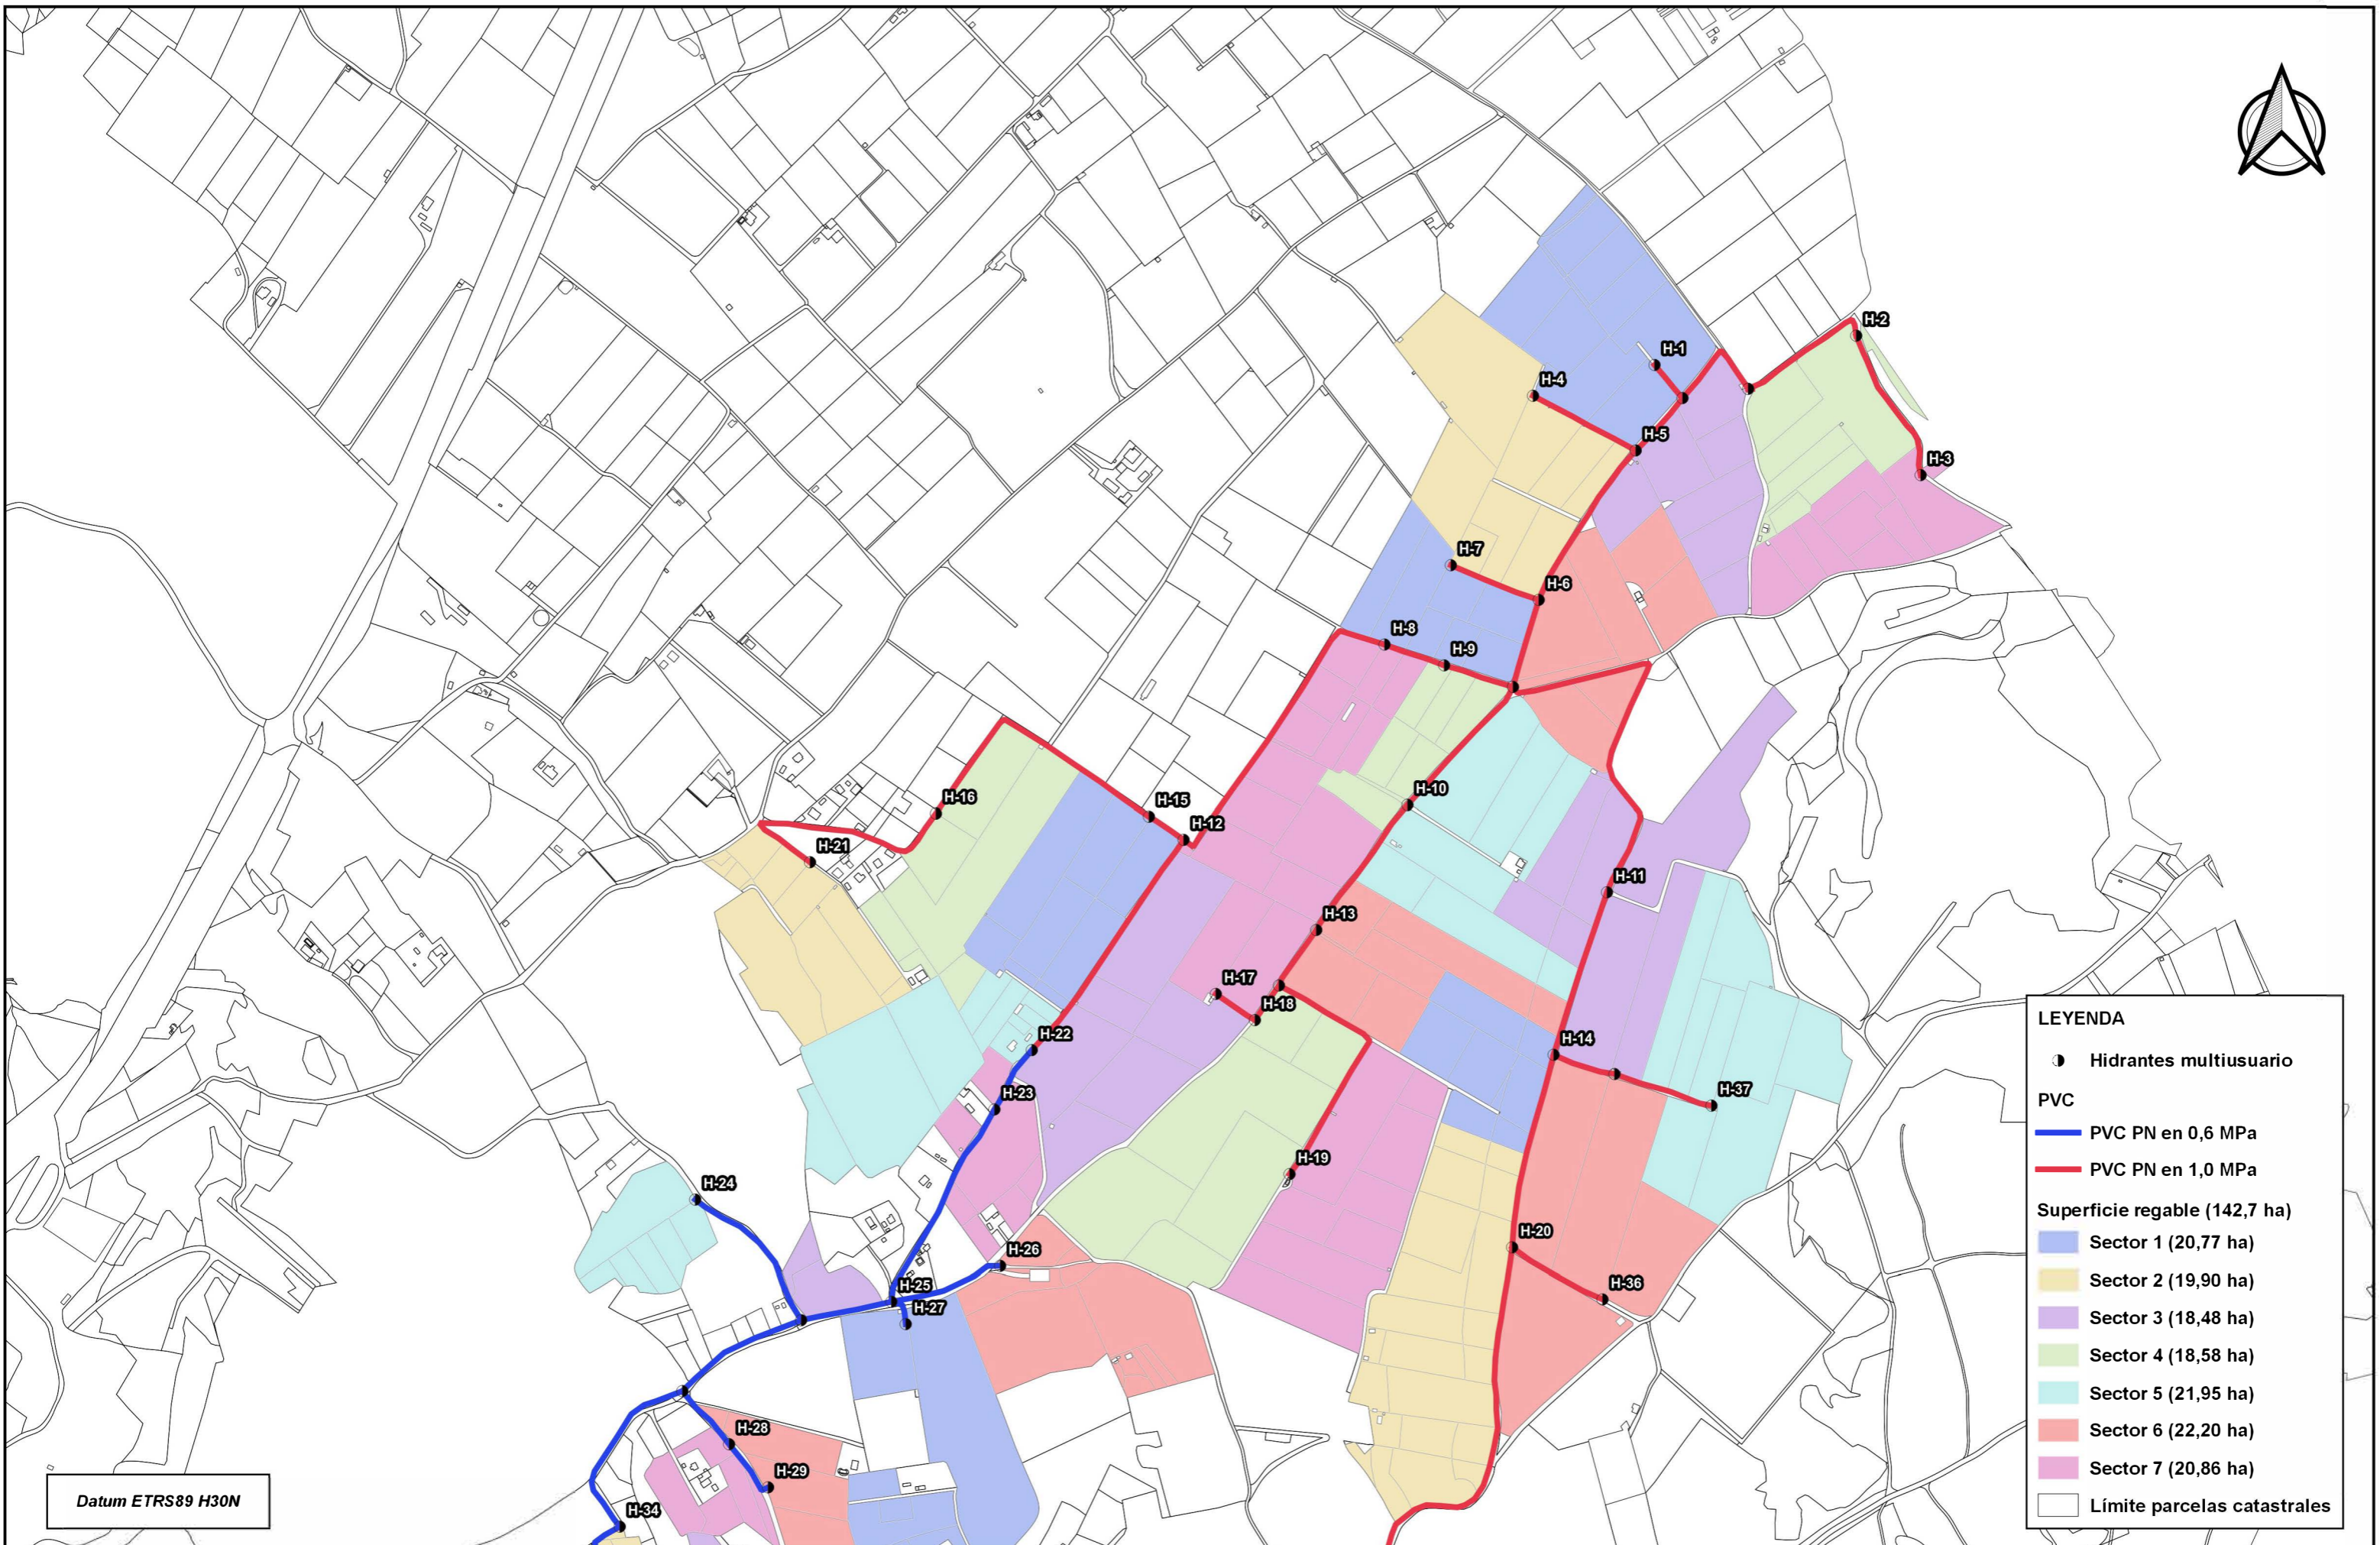 H-2
H-1
H-4
H-5
H-3
H-7
H-6
H-8
H-9
H-10
H-16
H-15
H-12
H-21
H-11
H-13
H-17
H-18
H-22
H-14
H-23
H-37
H-19
H-24
H-20
H-26
H-25
H-36
H-27
H-28
H-29
H-34
Datum ETRS89 H30N
LEYENDA
Hidrantes multiusuario
PVC
PVC PN en 0,6 MPa
PVC PN en 1,0 MPa
Superficie regable (142,7 ha)
Sector 1 (20,77 ha)
Sector 2 (19,90 ha)
Sector 3 (18,48 ha)
Sector 4 (18,58 ha)
Sector 5 (21,95 ha)
Sector 6 (22,20 ha)
Sector 7 (20,86 ha)
Límite parcelas catastrales